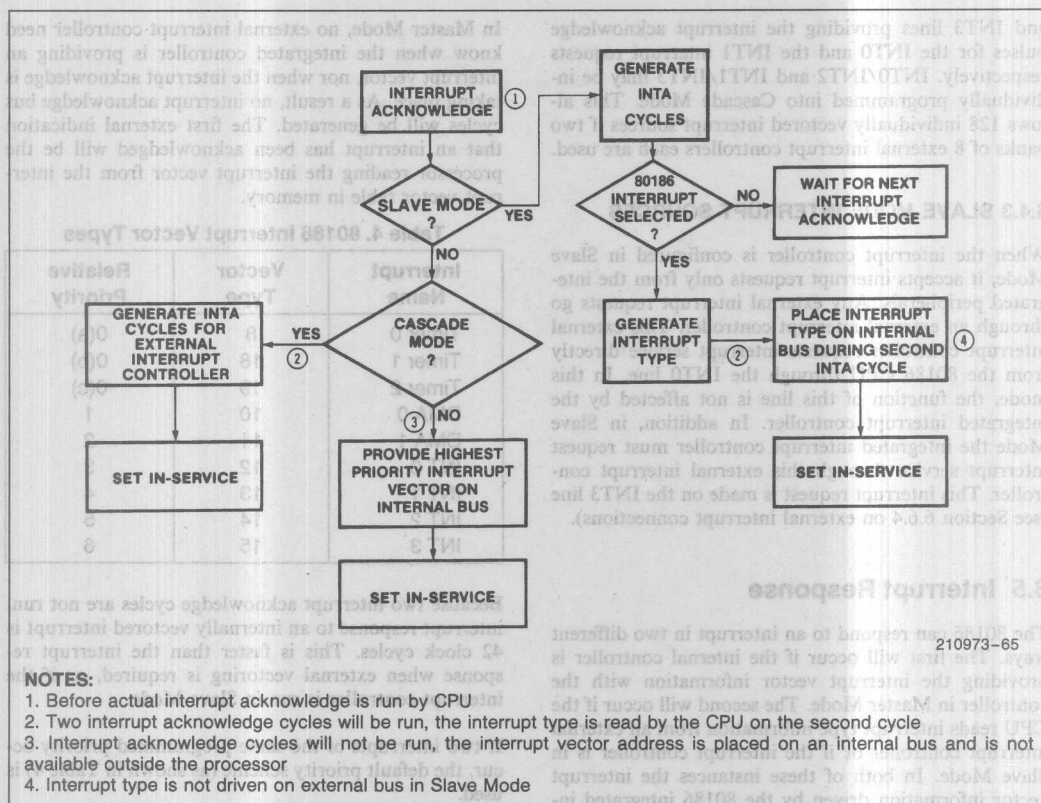 INTERRUPT
ACKNOWLEDGE
1
GENERATE
INTA
CYCLES
SLAVE MODE
?
YES
NO
80186
INTERRUPT
SELECTED
?
NO
YES
WAIT FOR NEXT
INTERRUPT
ACKNOWLEDGE
GENERATE INTA
CYCLES FOR
EXTERNAL
INTERRUPT
CONTROLLER
YES
2
CASCADE
MODE
?
NO
3
GENERATE
INTERRUPT
TYPE
2
PLACE INTERRUPT
TYPE ON INTERNAL
BUS DURING SECOND
INTA CYCLE
4
SET IN-SERVICE
PROVIDE HIGHEST
PRIORITY INTERRUPT
VECTOR ON
INTERNAL BUS
SET IN-SERVICE
SET IN-SERVICE
210973–65
NOTES:
1. Before actual interrupt acknowledge is run by CPU
2. Two interrupt acknowledge cycles will be run, the interrupt type is read by the CPU on the second cycle
3. Interrupt acknowledge cycles will not be run, the interrupt vector address is placed on an internal bus and is not
available outside the processor
4. Interrupt type is not driven on external bus in Slave Mode